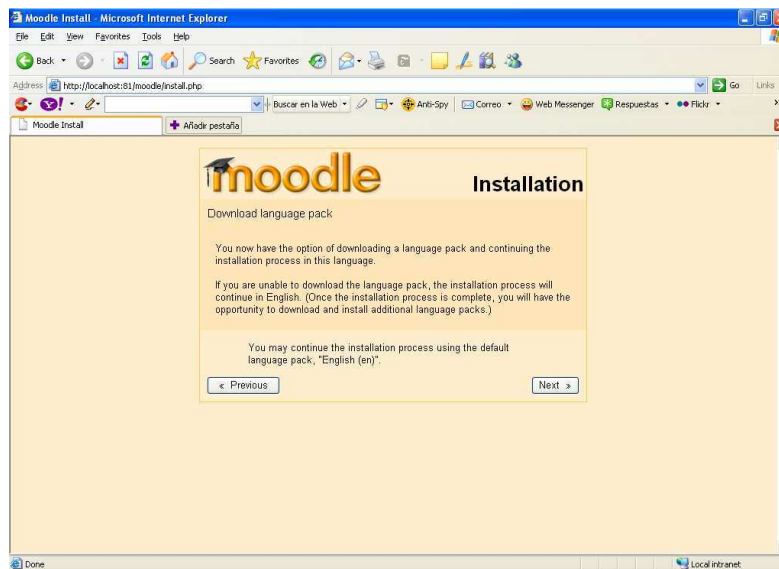 Moodle Install - Microsoft Internet Explorer
File Edit View Favorites Tools Help
Back Search Favorites
Address http://localhost:81/moodle/install.php Go Links
Buscar en la Web Anti-Spy Correo Web Messenger Respuestas Flickr
Moodle Install Añadir pestaña
moodle Installation
Download language pack
You now have the option of downloading a language pack and continuing the
installation process in this language.
If you are unable to download the language pack, the installation process will
continue in English. (Once the installation process is complete, you will have the
opportunity to download and install additional language packs.)
You may continue the installation process using the default
language pack, "English (en)".
« Previous Next »
Done Local intranet